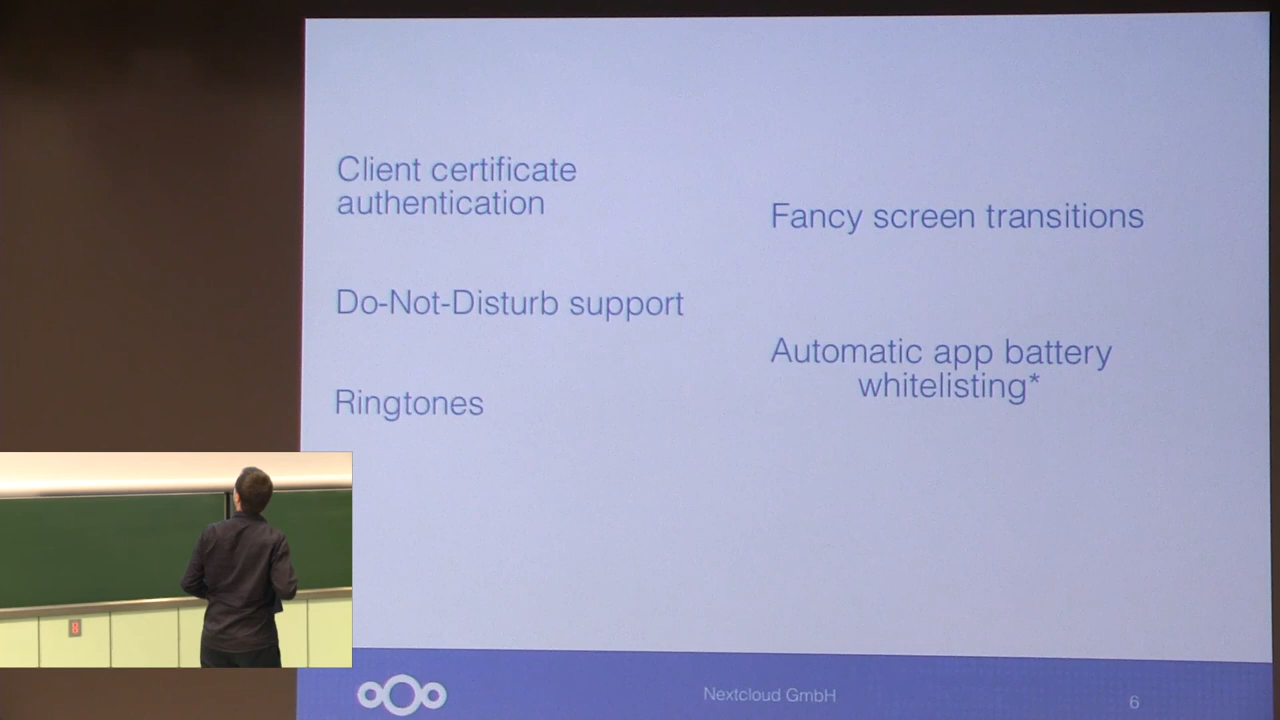 Client certificate
authentication
Do-Not-Disturb support
Ringtones
Fancy screen transitions
Automatic app battery
whitelisting*
Nextcloud GmbH
6
8